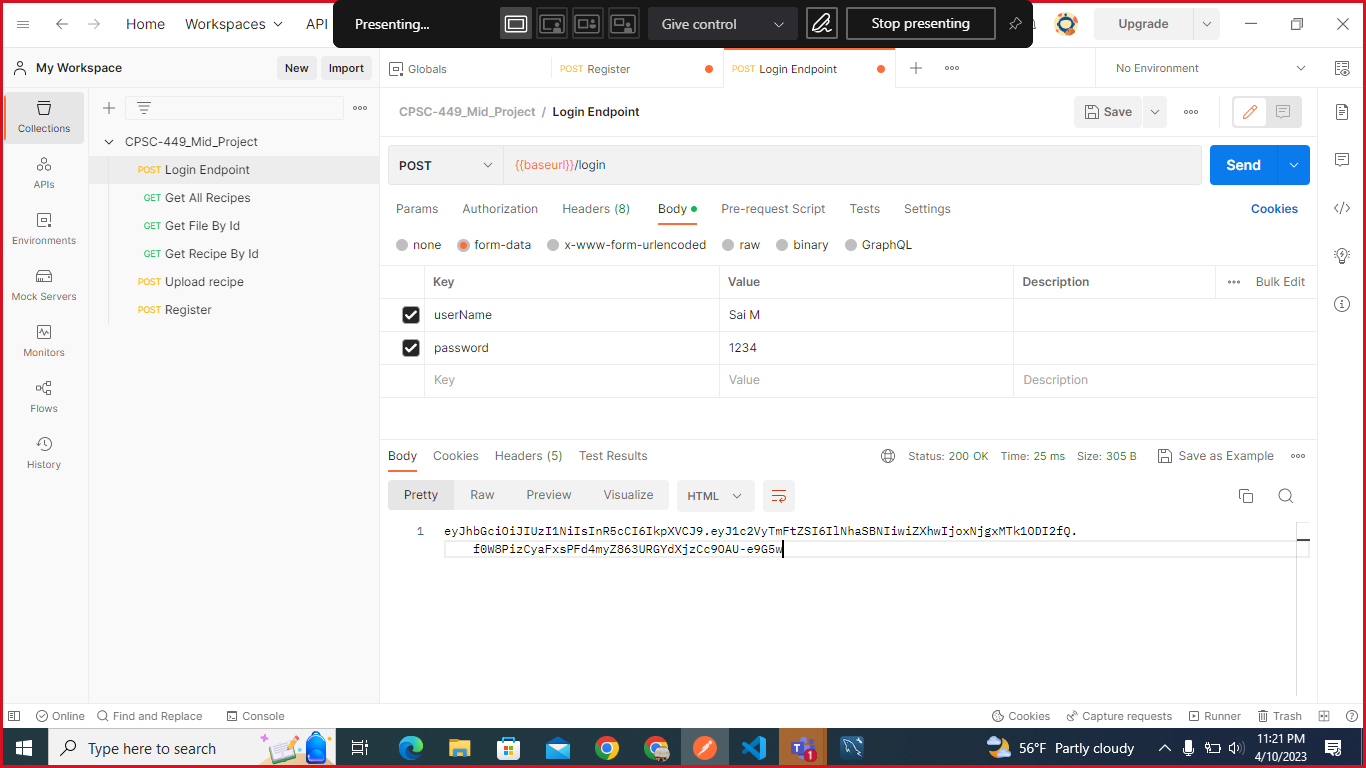 Home Workspaces API Presenting... Give control Stop presenting Upgrade
My Workspace New Import Globals POST Register POST Login Endpoint No Environment
CPSC-449_Mid_Project / Login Endpoint Save
Collections
APIs
Environments
Mock Servers
Monitors
Flows
History
CPSC-449_Mid_Project
POST Login Endpoint
GET Get All Recipes
GET Get File By Id
GET Get Recipe By Id
POST Upload recipe
POST Register
POST {{baseurl}}/login Send
Params Authorization Headers (8) Body Pre-request Script Tests Settings Cookies
none form-data x-www-form-urlencoded raw binary GraphQL
Key Value Description Bulk Edit
userName Sai M
password 1234
Key Value Description
Body Cookies Headers (5) Test Results Status: 200 OK Time: 25 ms Size: 305 B Save as Example
Pretty Raw Preview Visualize HTML
1 eyJhbGciOiJIUzI1NiIsInR5cCI6IkpXVCJ9.eyJ1c2VyTmFtZSI6IlNhaSBNIiwiZXhwIjoxNjgxMTk1ODI2fQ.
f0W8PizCyaFxsPFd4myZ863URGYdXjzCc9OAU-e9G5w
Online Find and Replace Console Cookies Capture requests Runner Trash
Type here to search 1 56°F Partly cloudy 11:21 PM
4/10/2023